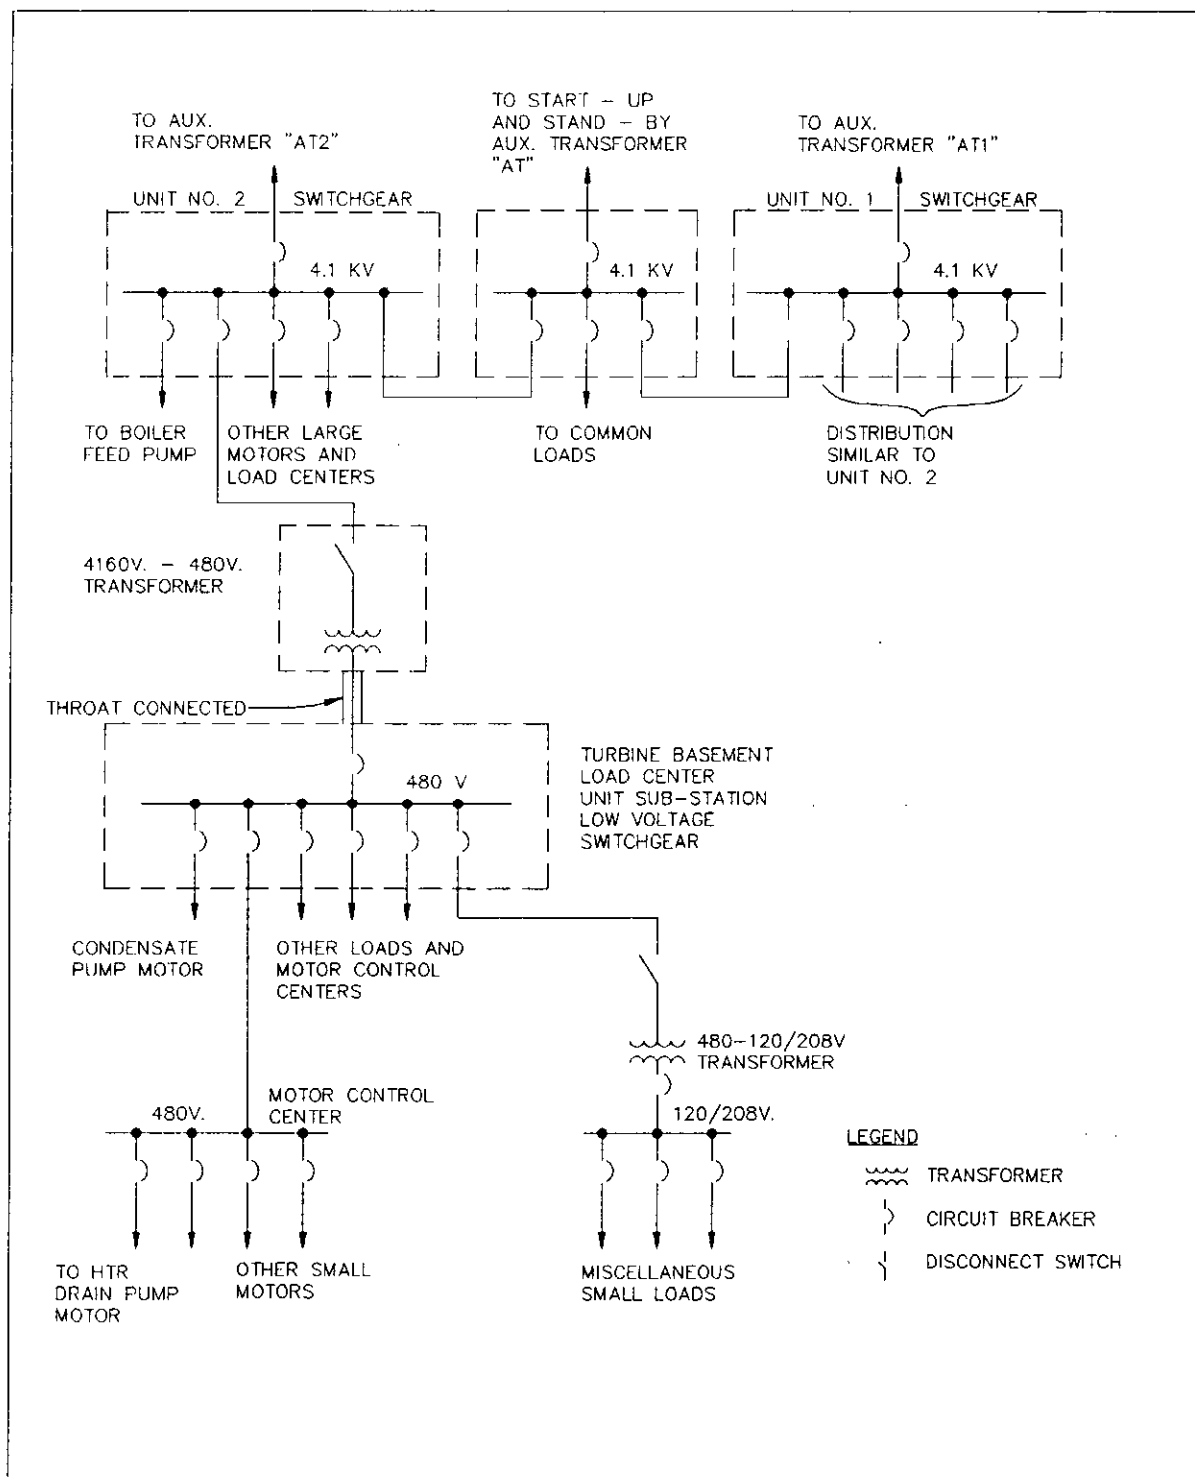 TO AUX.
TRANSFORMER "AT2"
TO START - UP
AND STAND - BY
AUX. TRANSFORMER
"AT"
TO AUX.
TRANSFORMER "AT1"
UNIT NO. 2 SWITCHGEAR
UNIT NO. 1 SWITCHGEAR
4.1 KV
4.1 KV
4.1 KV
TO BOILER
FEED PUMP
OTHER LARGE
MOTORS AND
LOAD CENTERS
TO COMMON
LOADS
DISTRIBUTION
SIMILAR TO
UNIT NO. 2
4160V. - 480V.
TRANSFORMER
THROAT CONNECTED
480 V
TURBINE BASEMENT
LOAD CENTER
UNIT SUB-STATION
LOW VOLTAGE
SWITCHGEAR
CONDENSATE
PUMP MOTOR
OTHER LOADS AND
MOTOR CONTROL
CENTERS
480-120/208V
TRANSFORMER
480V.
MOTOR CONTROL
CENTER
120/208V.
TO HTR
DRAIN PUMP
MOTOR
OTHER SMALL
MOTORS
MISCELLANEOUS
SMALL LOADS
LEGEND
TRANSFORMER
CIRCUIT BREAKER
DISCONNECT SWITCH